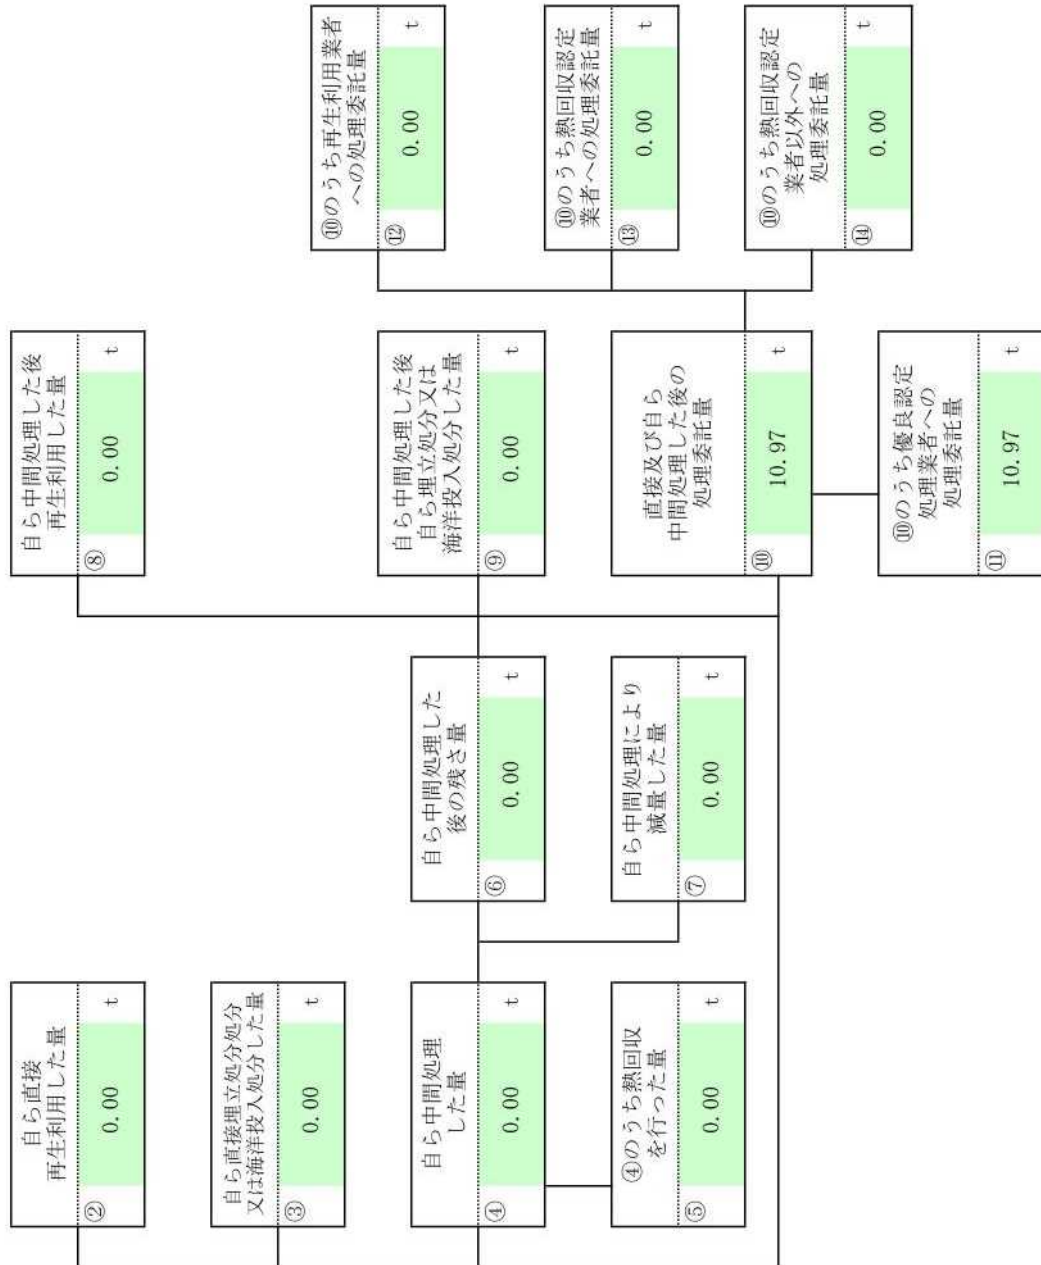 自ら直接
再生利用した量
② 0.00 t
自ら直接埋立処分処分
又は海洋投入処分した量
③ 0.00 t
自ら中間処理
した量
④ 0.00 t
④のうち熱回収
を行った量
⑤ 0.00 t
自ら中間処理した
後の残さ量
⑥ 0.00 t
自ら中間処理により
減量した量
⑦ 0.00 t
自ら中間処理した後
再生利用した量
⑧ 0.00 t
自ら中間処理した後
自ら埋立処分又は
海洋投入処分した量
⑨ 0.00 t
直接及び自ら
中間処理した後の
処理委託量
⑩ 10.97 t
⑩のうち優良認定
処理業者への
処理委託量
⑪ 10.97 t
⑩のうち再生利用業者
への処理委託量
⑫ 0.00 t
⑩のうち熱回収認定
業者への処理委託量
⑬ 0.00 t
⑩のうち熱回収認定
業者以外への
処理委託量
⑭ 0.00 t